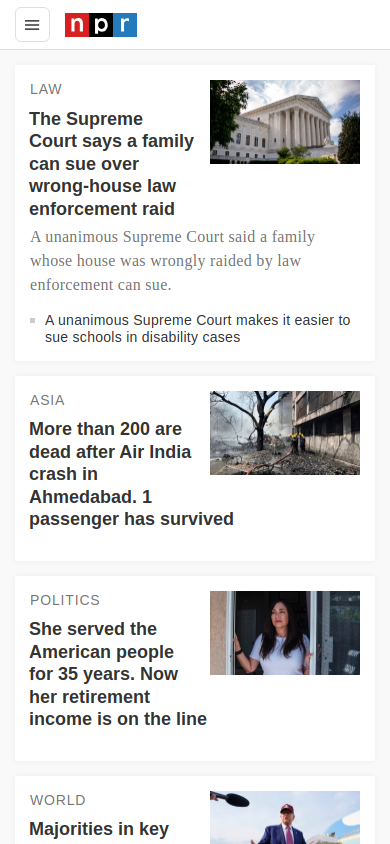 npr
LAW
The Supreme
Court says a family
can sue over
wrong-house law
enforcement raid
A unanimous Supreme Court said a family
whose house was wrongly raided by law
enforcement can sue.
A unanimous Supreme Court makes it easier to
sue schools in disability cases
ASIA
More than 200 are
dead after Air India
crash in
Ahmedabad. 1
passenger has survived
POLITICS
She served the
American people
for 35 years. Now
her retirement
income is on the line
WORLD
Majorities in key